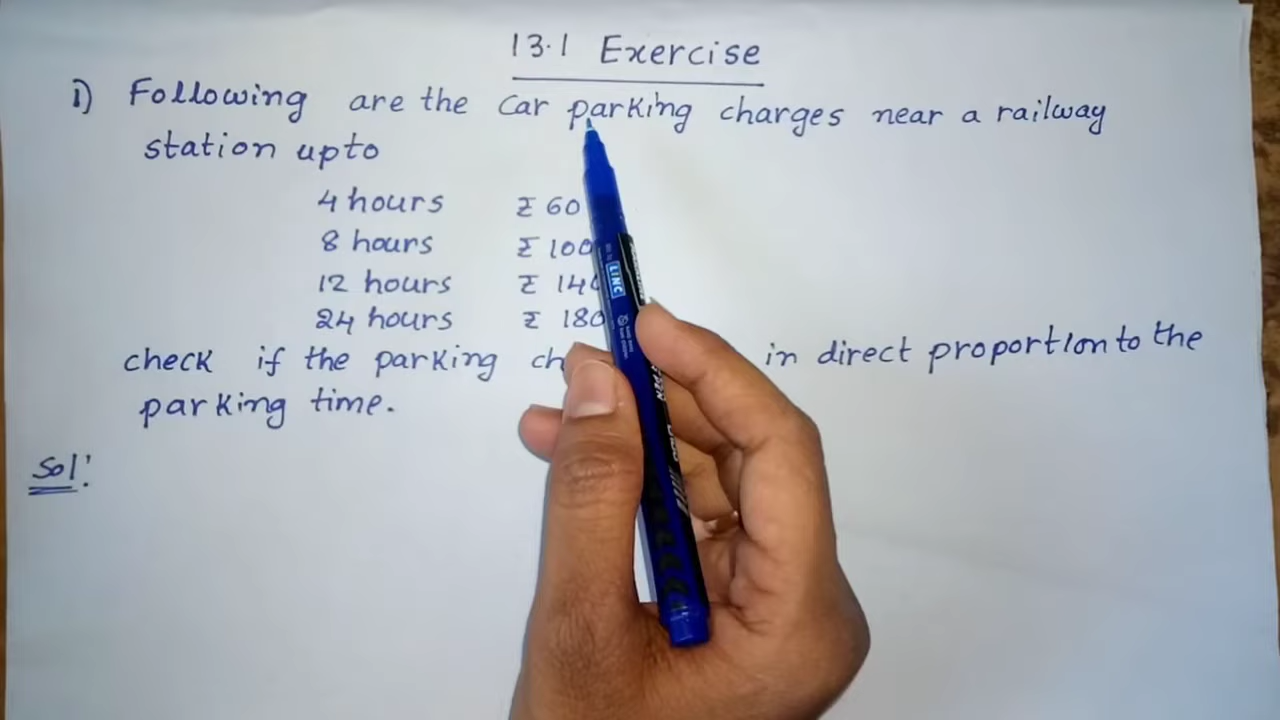 13.1 Exercise
1) Following are the Car parking charges near a railway
station upto
4 hours ₹ 60
8 hours ₹ 100
12 hours ₹ 140
24 hours ₹ 180
check if the parking in direct proportion to the
parking time.
Sol:
LINC